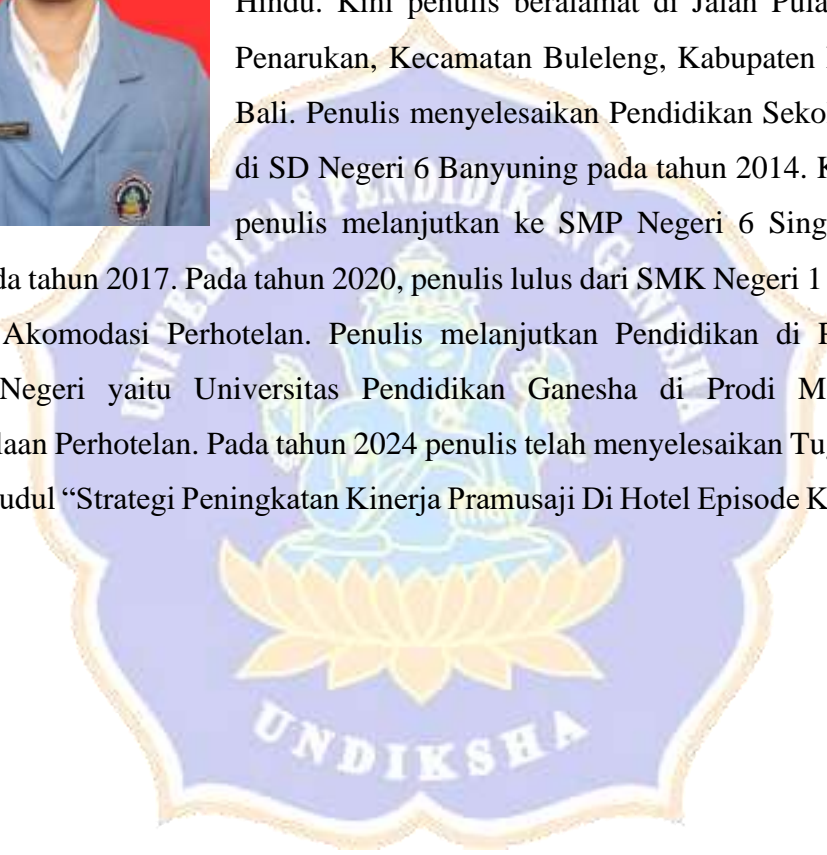 Hindu. Kini penulis beralamat di Jalan Pula
Penarukan, Kecamatan Buleleng, Kabupaten
Bali. Penulis menyelesaikan Pendidikan Seko
di SD Negeri 6 Banyuning pada tahun 2014. K
penulis melanjutkan ke SMP Negeri 6 Sing
da tahun 2017. Pada tahun 2020, penulis lulus dari SMK Negeri 1
Akomodasi Perhotelan. Penulis melanjutkan Pendidikan di
Negeri yaitu Universitas Pendidikan Ganesha di Prodi M
laan Perhotelan. Pada tahun 2024 penulis telah menyelesaikan Tu
udul “Strategi Peningkatan Kinerja Pramusaji Di Hotel Episode K
UNIVERSITAS PENDIDIKAN GANESHA
UNDIKSHA